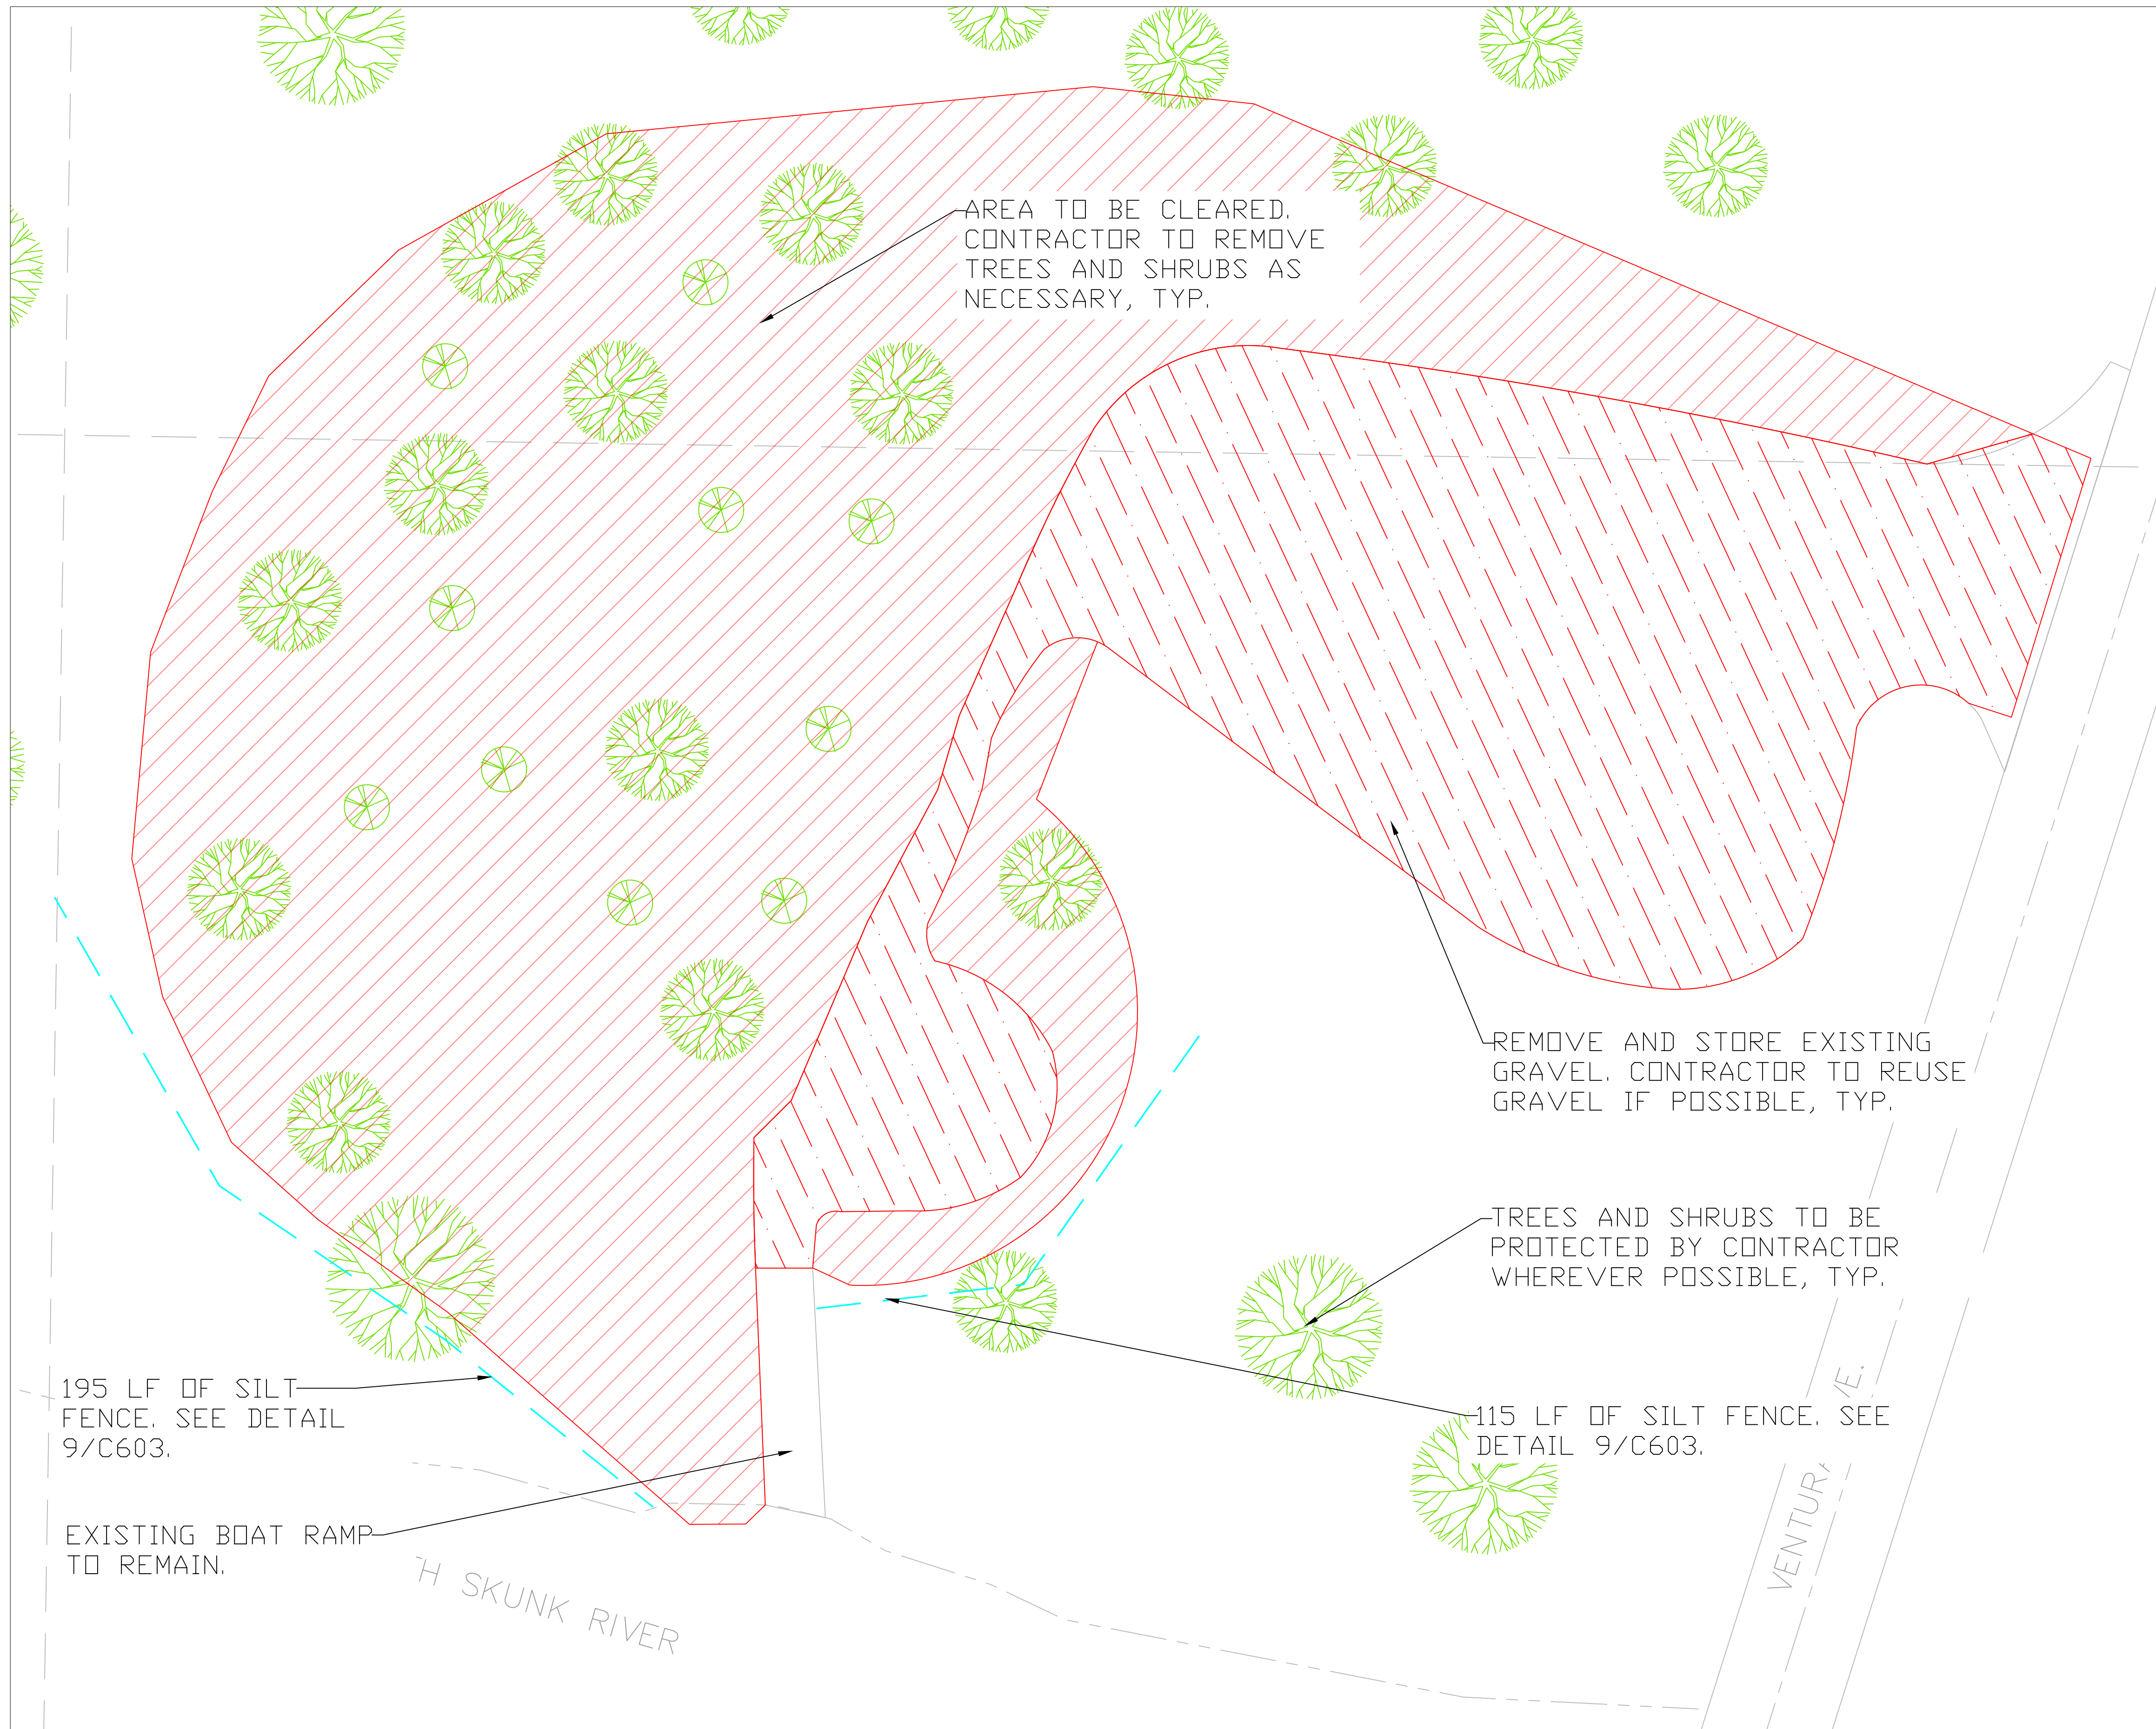 AREA TO BE CLEARED.
CONTRACTOR TO REMOVE
TREES AND SHRUBS AS
NECESSARY, TYP.
REMOVE AND STORE EXISTING
GRAVEL. CONTRACTOR TO REUSE
GRAVEL IF POSSIBLE, TYP.
TREES AND SHRUBS TO BE
PROTECTED BY CONTRACTOR
WHEREVER POSSIBLE, TYP.
195 LF OF SILT
FENCE. SEE DETAIL
9/C603.
115 LF OF SILT FENCE. SEE
DETAIL 9/C603.
EXISTING BOAT RAMP
TO REMAIN.
SKUNK RIVER
VENTURA AVE.